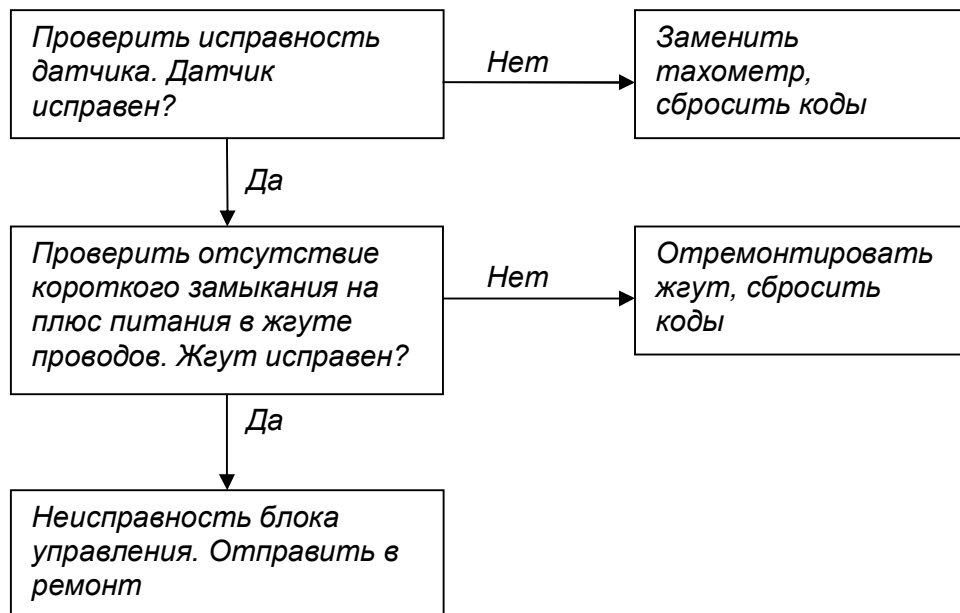 Проверить исправность
датчика. Датчик
исправен?
Нет
Заменить
тахометр,
сбросить коды
Да
Проверить отсутствие
короткого замыкания на
плюс питания в жгуте
проводов. Жгут исправен?
Нет
Отремонтировать
жгут, сбросить
коды
Да
Неисправность блока
управления. Отправить в
ремонт